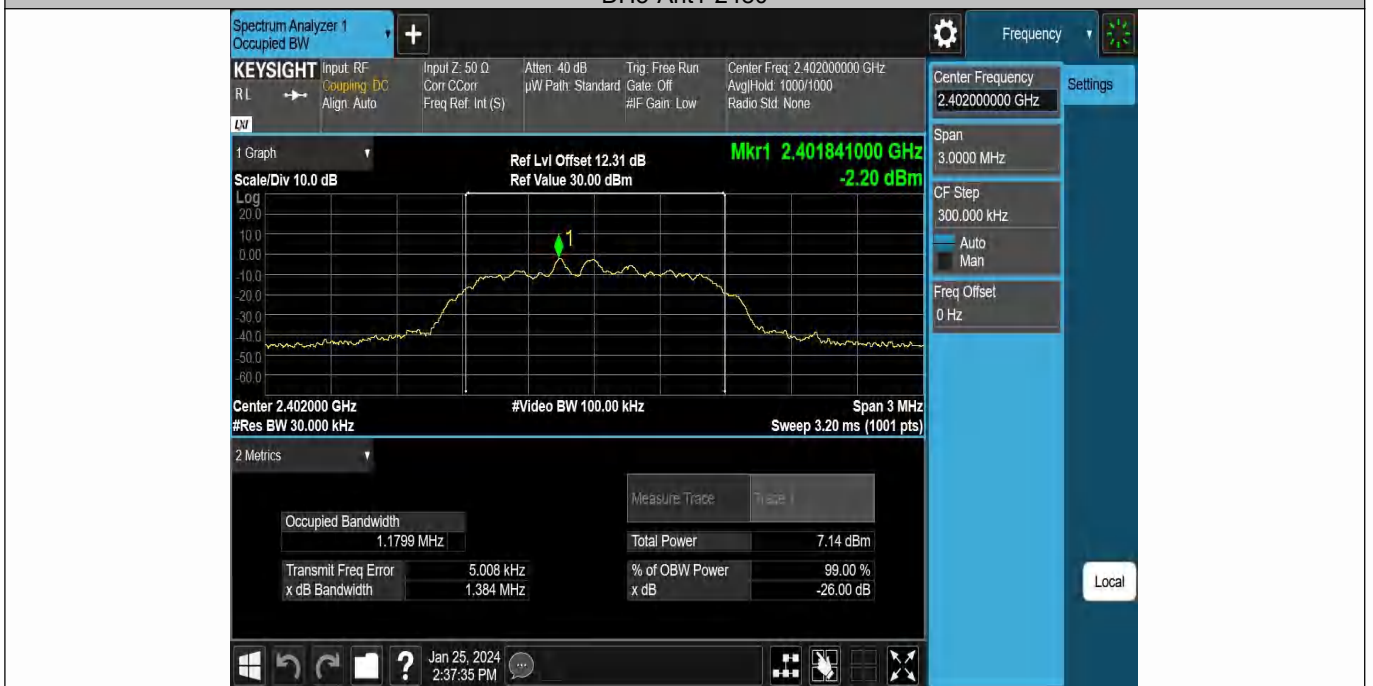 Spectrum Analyzer 1
Occupied BW
+
Frequency
KEYSIGHT
RL
LXI
Input: RF
Coupling: DC
Align: Auto
Input Z: 50 Ω
Corr CCorr
Freq Ref: Int (S)
Atten: 40 dB
µW Path: Standard
Trig: Free Run
Gate: Off
#IF Gain: Low
Center Freq: 2.402000000 GHz
Avg|Hold: 1000/1000
Radio Std: None
Center Frequency
2.402000000 GHz
Settings
Span
3.0000 MHz
CF Step
300.000 kHz
Auto
Man
Freq Offset
0 Hz
Local
1 Graph
Scale/Div 10.0 dB
Ref Lvl Offset 12.31 dB
Ref Value 30.00 dBm
Mkr1 2.401841000 GHz
-2.20 dBm
Log
20.0
10.0
0.00
-10.0
-20.0
-30.0
-40.0
-50.0
-60.0
1
Center 2.402000 GHz
#Res BW 30.000 kHz
#Video BW 100.00 kHz
Span 3 MHz
Sweep 3.20 ms (1001 pts)
2 Metrics
Measure Trace
Trace 1
Occupied Bandwidth
1.1799 MHz
Total Power
7.14 dBm
Transmit Freq Error
5.008 kHz
% of OBW Power
99.00 %
x dB Bandwidth
1.384 MHz
x dB
-26.00 dB
?
Jan 25, 2024
2:37:35 PM